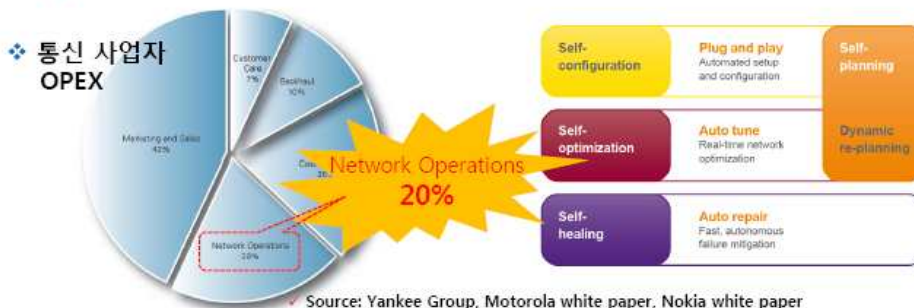 ❖ 통신 사업자
OPEX
Customer
Care
7%
Backhaul
10%
Marketing and Sales
Network Operations
Network Operations
20%
Self-
configuration
Plug and play
Automated setup
and configuration
Self-
planning
Self-
optimization
Auto tune
Real-time network
optimization
Dynamic
re-planning
Self-
healing
Auto repair
Fast, autonomous
failure mitigation
✓ Source: Yankee Group, Motorola white paper, Nokia white paper